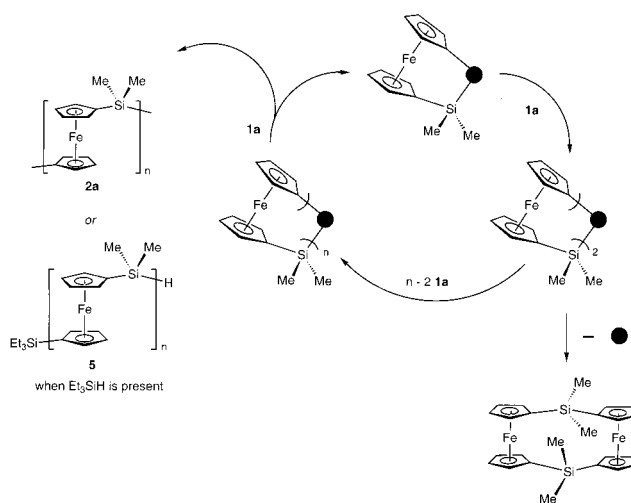 Fe
Si
Me Me
1a
Me Me
Si
Fe
n
2a
or
Me Me
Si H
Fe
Et₃Si
n
5
when Et₃SiH is present
1a
Fe
Si n
Me Me
n - 2 1a
Fe
Si 2
Me Me
–
Me
Si
Me
Fe Fe
Me
Si
Me
Me